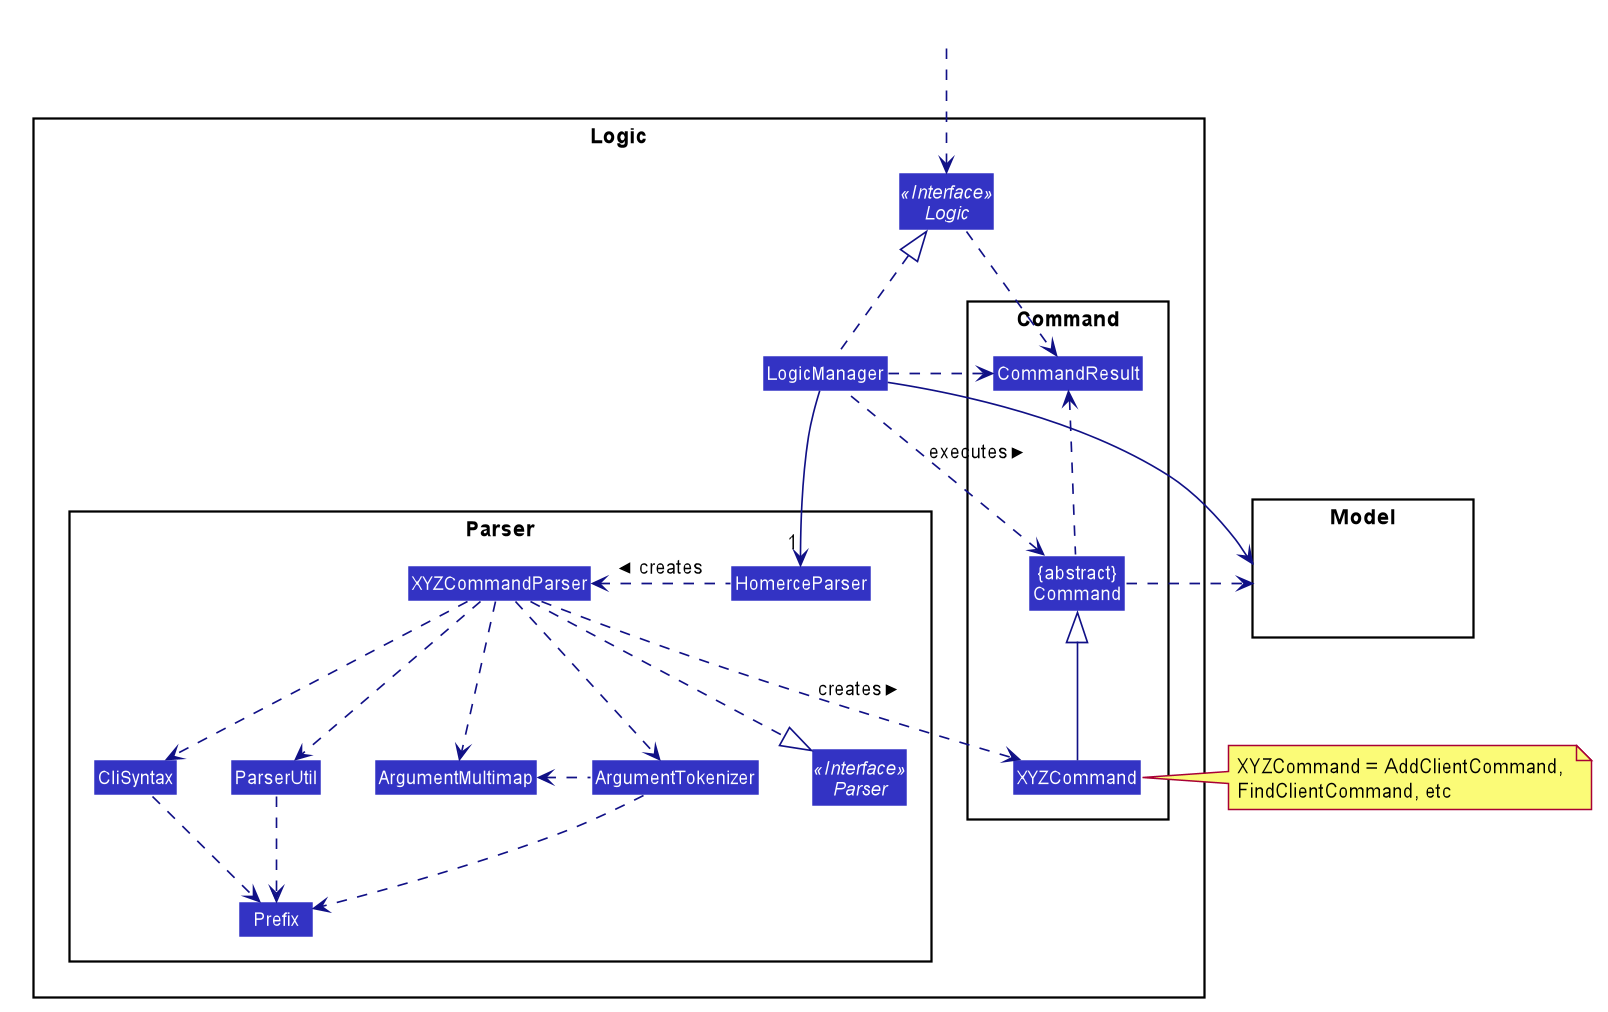 Logic
«Interface»
Logic
Command
LogicManager
CommandResult
executes ►
Model
Parser
1
◄ creates
XYZCommandParser
HomerceParser
{abstract}
Command
creates ►
CliSyntax
ParserUtil
ArgumentMultimap
ArgumentTokenizer
«Interface»
Parser
XYZCommand
XYZCommand = AddClientCommand,
FindClientCommand, etc
Prefix